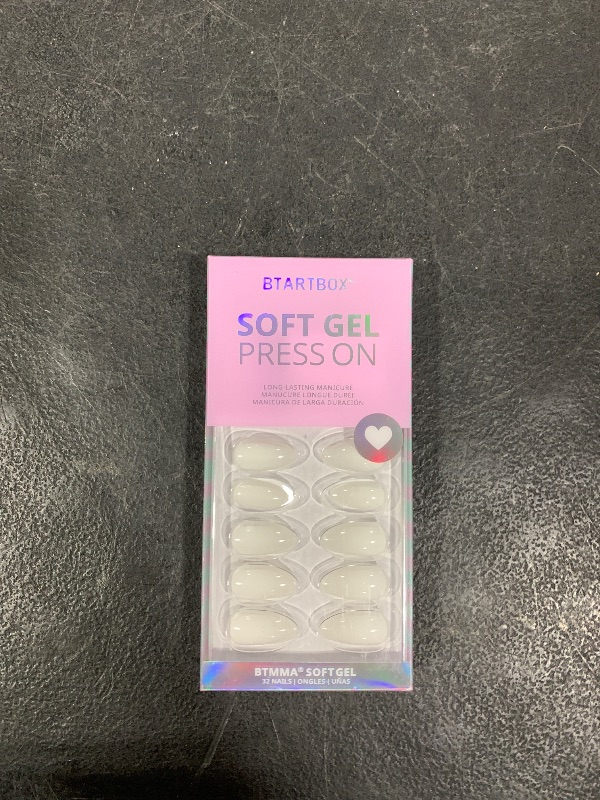 BTARTBOX
SOFT GEL
PRESS ON
LONG-LASTING MANICURE
MANUCURE LONGUE DURÉE
MANICURA DE LARGA DURACIÓN
BTMMA® SOFT GEL
32 NAILS | ONGLES | UÑAS